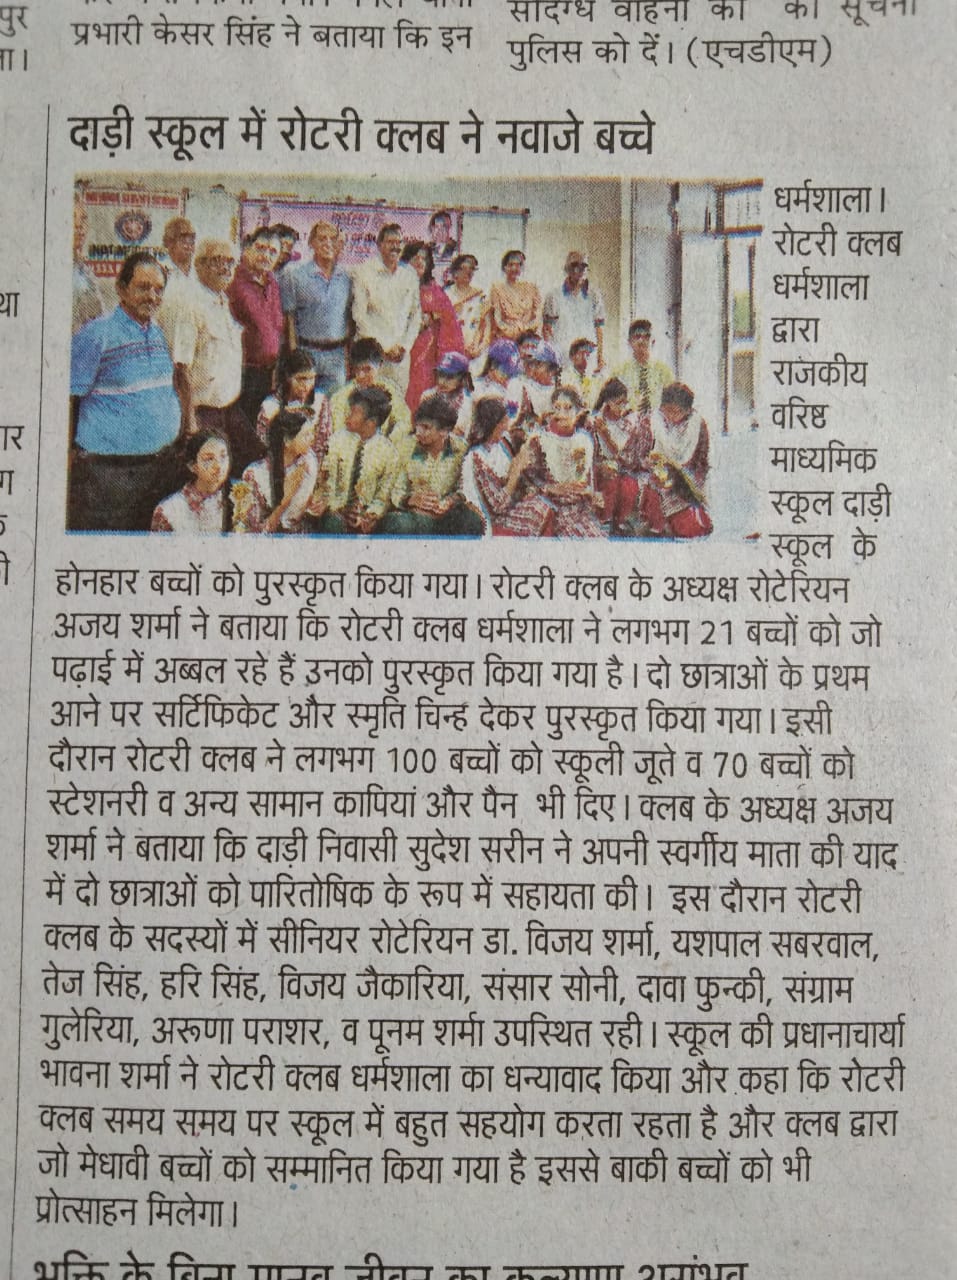 पुर
ता।
प्रभारी केसर सिंह ने बताया कि इन
संदिग्ध वाहनों की की सूचना
पुलिस को दें। (एचडीएम)
दाड़ी स्कूल में रोटरी क्लब ने नवाजे बच्चे
धर्मशाला।
रोटरी क्लब
धर्मशाला
द्वारा
राजकीय
वरिष्ठ
माध्यमिक
स्कूल दाड़ी
स्कूल के
होनहार बच्चों को पुरस्कृत किया गया। रोटरी क्लब के अध्यक्ष रोटेरियन
अजय शर्मा ने बताया कि रोटरी क्लब धर्मशाला ने लगभग 21 बच्चों को जो
पढ़ाई में अब्बल रहे हैं उनको पुरस्कृत किया गया है। दो छात्राओं के प्रथम
आने पर सर्टिफिकेट और स्मृति चिन्ह देकर पुरस्कृत किया गया। इसी
दौरान रोटरी क्लब ने लगभग 100 बच्चों को स्कूली जूते व 70 बच्चों को
स्टेशनरी व अन्य सामान कापियां और पैन भी दिए। क्लब के अध्यक्ष अजय
शर्मा ने बताया कि दाड़ी निवासी सुदेश सरीन ने अपनी स्वर्गीय माता की याद
में दो छात्राओं को पारितोषिक के रूप में सहायता की। इस दौरान रोटरी
क्लब के सदस्यों में सीनियर रोटेरियन डा. विजय शर्मा, यशपाल सबरवाल,
तेज सिंह, हरि सिंह, विजय जैकारिया, संसार सोनी, दावा फुन्की, संग्राम
गुलेरिया, अरूणा पराशर, व पूनम शर्मा उपस्थित रही। स्कूल की प्रधानाचार्या
भावना शर्मा ने रोटरी क्लब धर्मशाला का धन्यावाद किया और कहा कि रोटरी
क्लब समय समय पर स्कूल में बहुत सहयोग करता रहता है और क्लब द्वारा
जो मेधावी बच्चों को सम्मानित किया गया है इससे बाकी बच्चों को भी
प्रोत्साहन मिलेगा।
भक्ति के बिना मानव जीवन का कल्याण असंभव